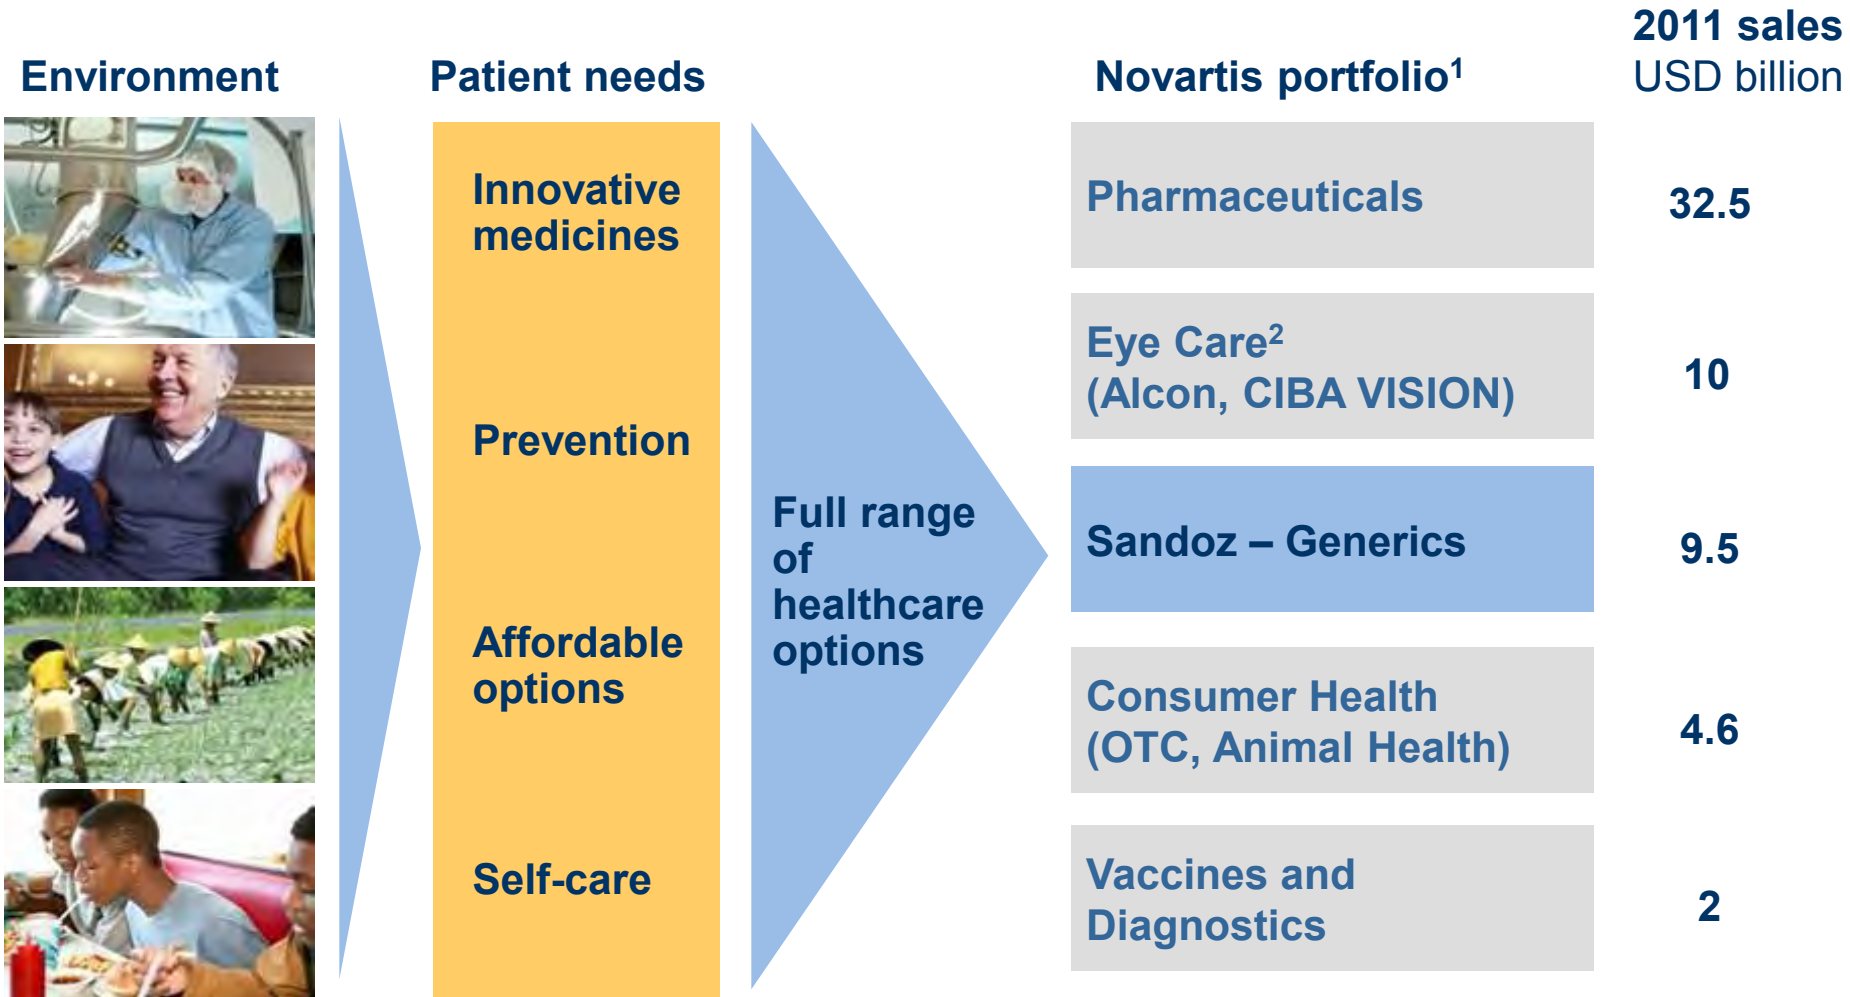 Environment
Patient needs
Novartis portfolio¹
2011 sales
USD billion
Innovative
medicines
Prevention
Affordable
options
Self-care
Full range
of
healthcare
options
Pharmaceuticals
32.5
Eye Care²
(Alcon, CIBA VISION)
10
Sandoz – Generics
9.5
Consumer Health
(OTC, Animal Health)
4.6
Vaccines and
Diagnostics
2